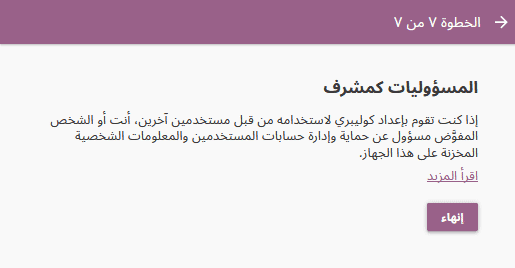 الخطوة ٧ من ٧
المسؤوليات كمشرف
إذا كنت تقوم بإعداد كوليبري لاستخدامه من قبل مستخدمين آخرين، أنت أو الشخص
المفوَّض مسؤول عن حماية وإدارة حسابات المستخدمين والمعلومات الشخصية
المخزنة على هذا الجهاز.
اقرأ المزيد
إنهاء